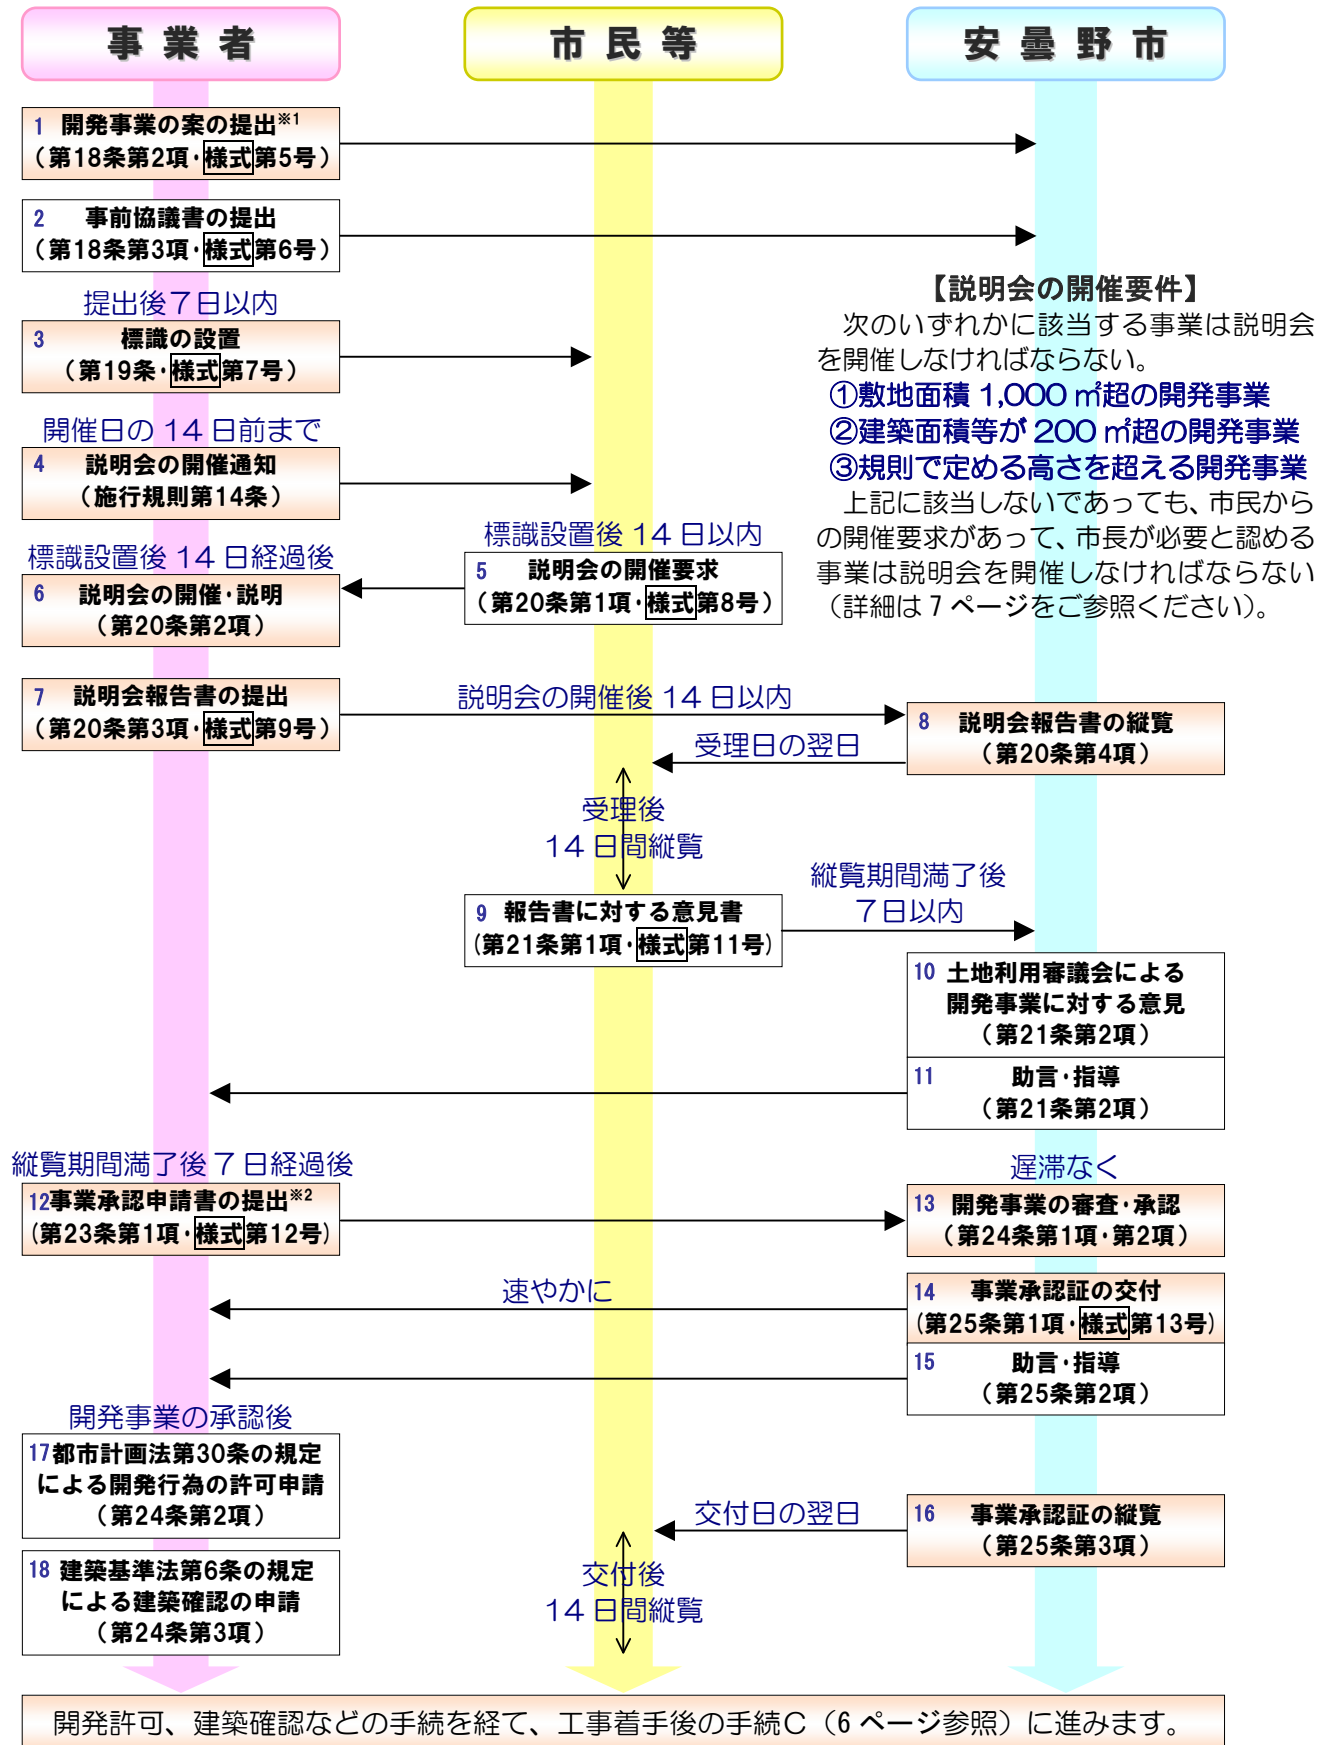 事業者
市民等
安曇野市
1 開発事業の案の提出※1
（第18条第2項・様式第5号）
2 事前協議書の提出
（第18条第3項・様式第6号）
提出後７日以内
3 標識の設置
（第19条・様式第7号）
開催日の 14 日前まで
4 説明会の開催通知
（施行規則第14条）
【説明会の開催要件】
次のいずれかに該当する事業は説明会
を開催しなければならない。
①敷地面積 1,000 ㎡超の開発事業
②建築面積等が 200 ㎡超の開発事業
③規則で定める高さを超える開発事業
上記に該当しないであっても、市民から
の開催要求があって、市長が必要と認める
事業は説明会を開催しなければならない
（詳細は 7 ページをご参照ください）。
標識設置後 14 日以内
5 説明会の開催要求
（第20条第1項・様式第8号）
標識設置後 14 日経過後
6 説明会の開催・説明
（第20条第2項）
7 説明会報告書の提出
（第20条第3項・様式第9号）
説明会の開催後 14 日以内
8 説明会報告書の縦覧
（第20条第4項）
受理日の翌日
受理後
14 日間縦覧
縦覧期間満了後
７日以内
9 報告書に対する意見書
(第21条第1項・様式第11号)
10 土地利用審議会による
開発事業に対する意見
（第21条第2項）
11 助言・指導
（第21条第2項）
縦覧期間満了後 7 日経過後
12 事業承認申請書の提出※2
(第23条第1項・様式第12号)
遅滞なく
13 開発事業の審査・承認
（第24条第1項・第2項）
速やかに
14 事業承認証の交付
(第25条第1項・様式第13号)
15 助言・指導
（第25条第2項）
開発事業の承認後
17 都市計画法第30条の規定
による開発行為の許可申請
（第24条第2項）
交付日の翌日
16 事業承認証の縦覧
（第25条第3項）
交付後
14 日間縦覧
18 建築基準法第6条の規定
による建築確認の申請
（第24条第3項）
開発許可、建築確認などの手続を経て、工事着手後の手続C（6 ページ参照）に進みます。